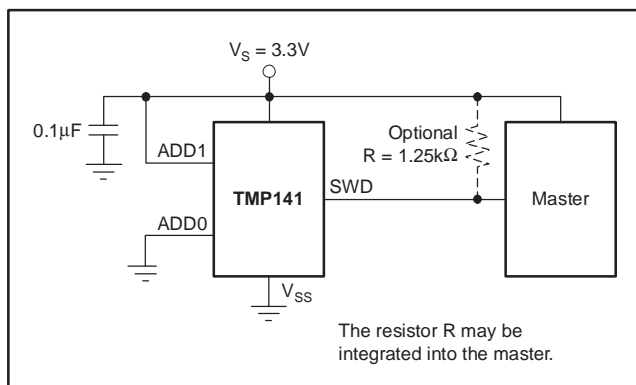 V_S = 3.3V
0.1μF
Optional
R = 1.25kΩ
ADD1
SWD
TMP141
Master
ADD0
V_SS
The resistor R may be
integrated into the master.